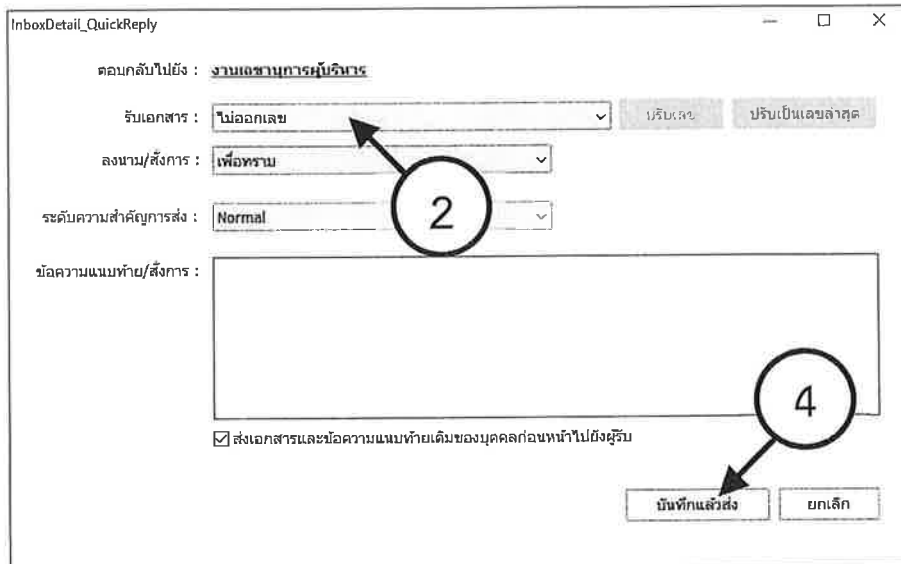 InboxDetail_QuickReply
ตอบกลับไปยัง : งานเลขานุการผู้บริหาร
รับเอกสาร : ไม่ออกเลข ปรับเลข ปรับเป็นเลขล่าสุด
ลงนาม/สั่งการ : เพื่อทราบ
2
ระดับความสำคัญการส่ง : Normal
ข้อความแนบท้าย/สั่งการ :
4
ส่งเอกสารและข้อความแนบท้ายเดิมของบุคคลก่อนหน้าไปยังผู้รับ
บันทึกแล้วส่ง ยกเลิก